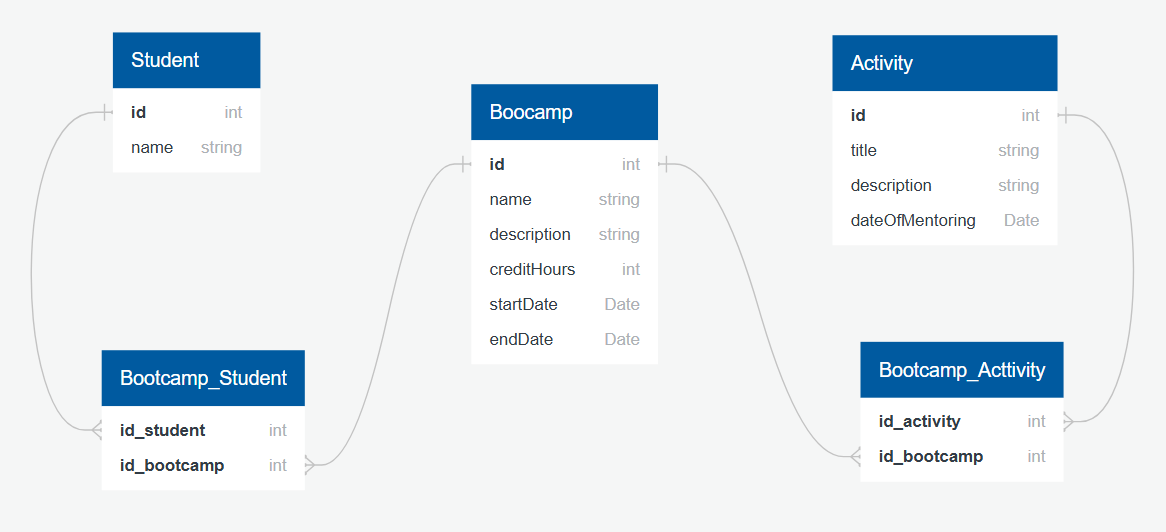 Student
id int
name string
Boocamp
id int
name string
description string
creditHours int
startDate Date
endDate Date
Activity
id int
title string
description string
dateOfMentoring Date
Bootcamp_Student
id_student int
id_bootcamp int
Bootcamp_Acttivity
id_activity int
id_bootcamp int